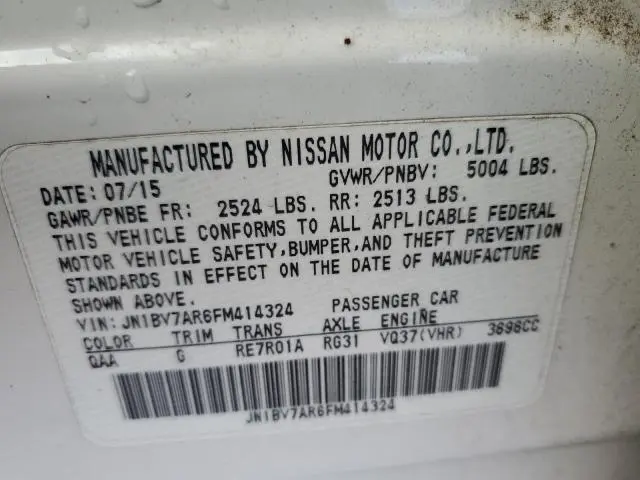 MANUFACTURED BY NISSAN MOTOR CO.,LTD.
DATE: 07/15 GVWR/PNBV: 5004 LBS.
GAWR/PNBE FR: 2524 LBS. RR: 2513 LBS.
THIS VEHICLE CONFORMS TO ALL APPLICABLE FEDERAL
MOTOR VEHICLE SAFETY,BUMPER,AND THEFT PREVENTION
STANDARDS IN EFFECT ON THE DATE OF MANUFACTURE
SHOWN ABOVE.
VIN: JN1BV7AR6FM414324 PASSENGER CAR
COLOR TRIM TRANS AXLE ENGINE
QAA G RE7R01A RG31 VQ37(VHR) 3696CC
JN1BV7AR6FM414324